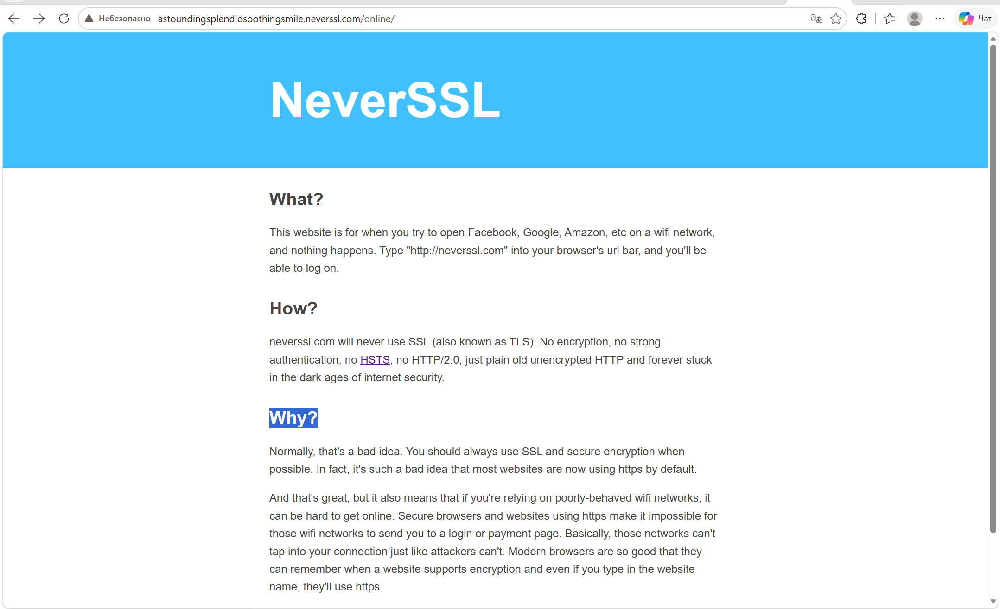 Небезопасно astoundingsplendidsoothingsmile.neverssl.com/online/ aあ Чат
NeverSSL
What?
This website is for when you try to open Facebook, Google, Amazon, etc on a wifi network,
and nothing happens. Type "http://neverssl.com" into your browser's url bar, and you'll be
able to log on.
How?
neverssl.com will never use SSL (also known as TLS). No encryption, no strong
authentication, no HSTS, no HTTP/2.0, just plain old unencrypted HTTP and forever stuck
in the dark ages of internet security.
Why?
Normally, that's a bad idea. You should always use SSL and secure encryption when
possible. In fact, it's such a bad idea that most websites are now using https by default.
And that's great, but it also means that if you're relying on poorly-behaved wifi networks, it
can be hard to get online. Secure browsers and websites using https make it impossible for
those wifi networks to send you to a login or payment page. Basically, those networks can't
tap into your connection just like attackers can't. Modern browsers are so good that they
can remember when a website supports encryption and even if you type in the website
name, they'll use https.